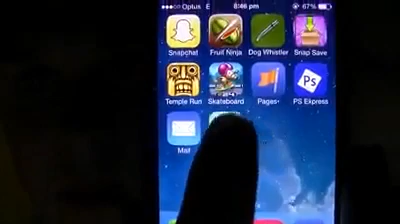 Optus E 8:46 pm 67%
Snapchat Fruit Ninja Dog Whistler Snap Save
Temple Run Skateboard Pages PS Express
Ps
Mail